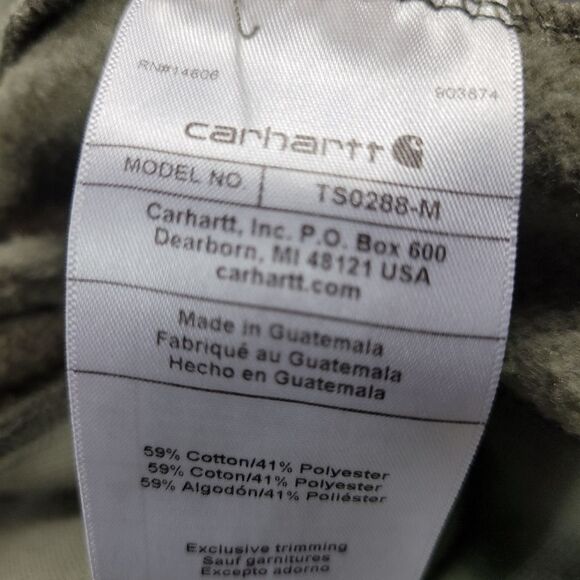 RN#14806
903674
carhartt
MODEL NO. TS0288-M
Carhartt, Inc. P.O. Box 600
Dearborn, MI 48121 USA
carhartt.com
Made in Guatemala
Fabriqué au Guatemala
Hecho en Guatemala
59% Cotton/41% Polyester
59% Coton/41% Polyester
59% Algodón/41% Poliéster
Exclusive trimming
Sauf garnitures
Excepto adorno